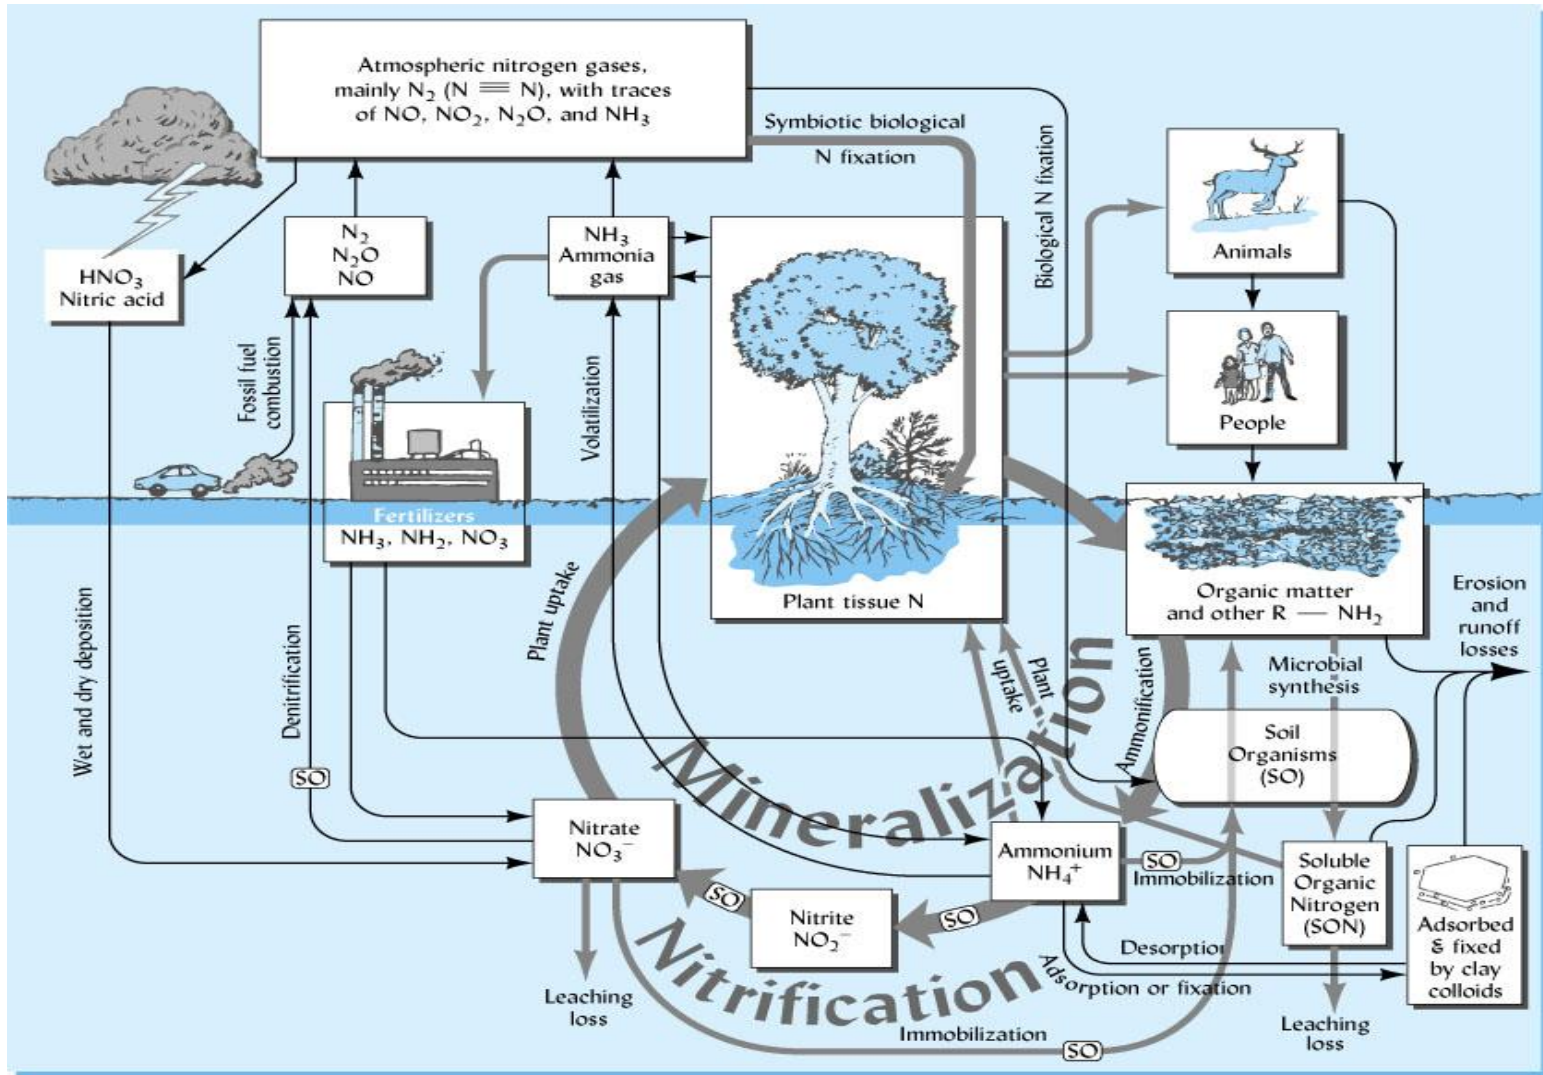 Atmospheric nitrogen gases,
mainly N₂ (N ≡ N), with traces
of NO, NO₂, N₂O, and NH₃
Symbiotic biological
N fixation
Biological N fixation
HNO₃
Nitric acid
N₂
N₂O
NO
NH₃
Ammonia
gas
Animals
People
Fossil fuel
combustion
Volatilization
Fertilizers
NH₃, NH₂, NO₃
Plant tissue N
Organic matter
and other R — NH₂
Erosion
and
runoff
losses
Wet and dry deposition
Denitrification
SO
Plant uptake
Plant
uptake
Mineralization
Ammonification
Microbial
synthesis
Soil
Organisms
(SO)
Nitrate
NO₃⁻
SO
Nitrite
NO₂⁻
SO
Ammonium
NH₄⁺
SO
Immobilization
Soluble
Organic
Nitrogen
(SON)
Adsorbed
& fixed
by clay
colloids
Desorption
Adsorption or fixation
Nitrification
Leaching
loss
Immobilization
SO
Leaching
loss